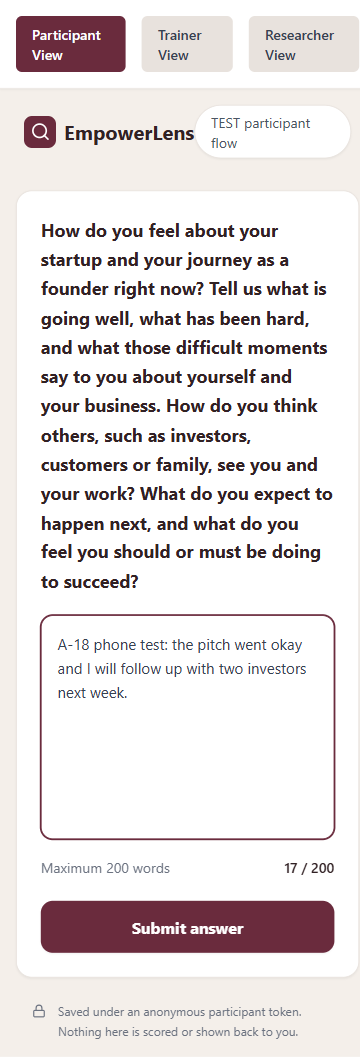 Participant View
Trainer View
Researcher View
EmpowerLens
TEST participant flow
How do you feel about your
startup and your journey as a
founder right now? Tell us what is
going well, what has been hard,
and what those difficult moments
say to you about yourself and
your business. How do you think
others, such as investors,
customers or family, see you and
your work? What do you expect to
happen next, and what do you
feel you should or must be doing
to succeed?
A-18 phone test: the pitch went okay
and I will follow up with two investors
next week.
Maximum 200 words
17 / 200
Submit answer
Saved under an anonymous participant token.
Nothing here is scored or shown back to you.